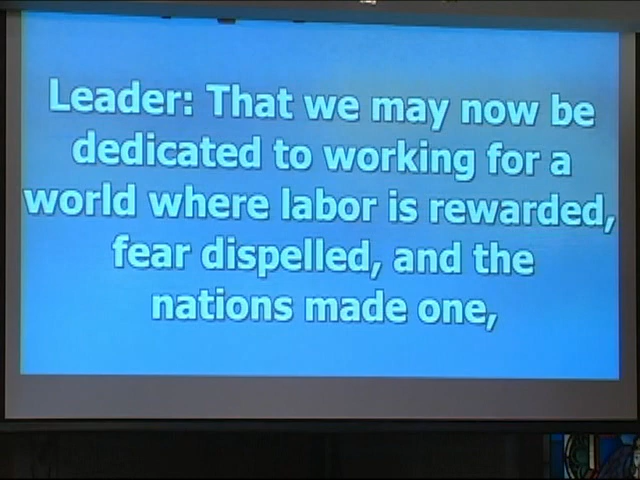 Leader: That we may now be
dedicated to working for a
world where labor is rewarded,
fear dispelled, and the
nations made one,